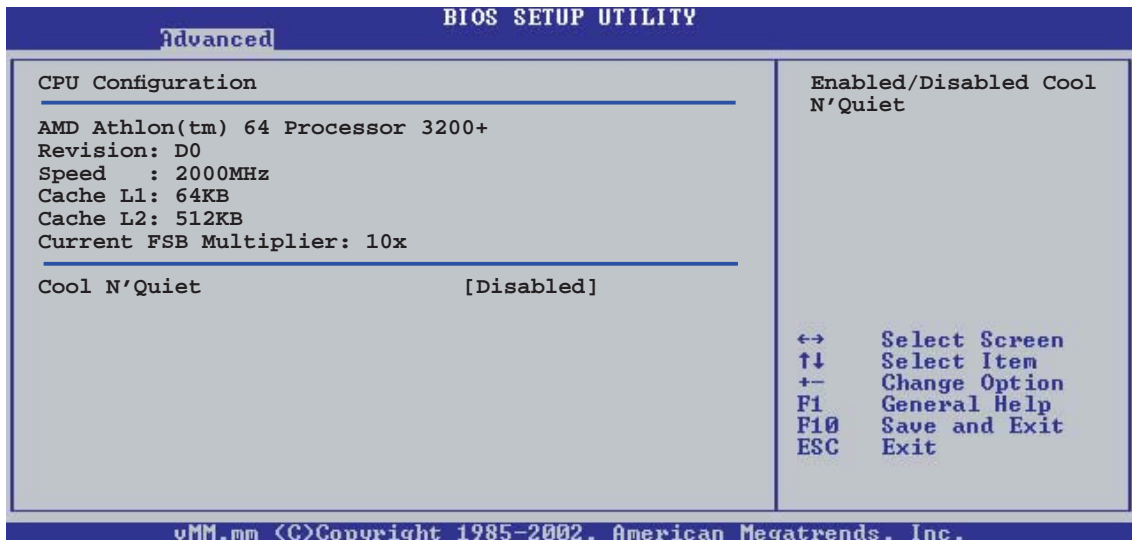 BIOS SETUP UTILITY
Advanced
CPU Configuration
AMD Athlon(tm) 64 Processor 3200+
Revision: D0
Speed : 2000MHz
Cache L1: 64KB
Cache L2: 512KB
Current FSB Multiplier: 10x
Cool N'Quiet [Disabled]
Enabled/Disabled Cool
N'Quiet
←→ Select Screen
↑↓ Select Item
+− Change Option
F1 General Help
F10 Save and Exit
ESC Exit
vMM.mm (C)Copyright 1985-2002, American Megatrends, Inc.